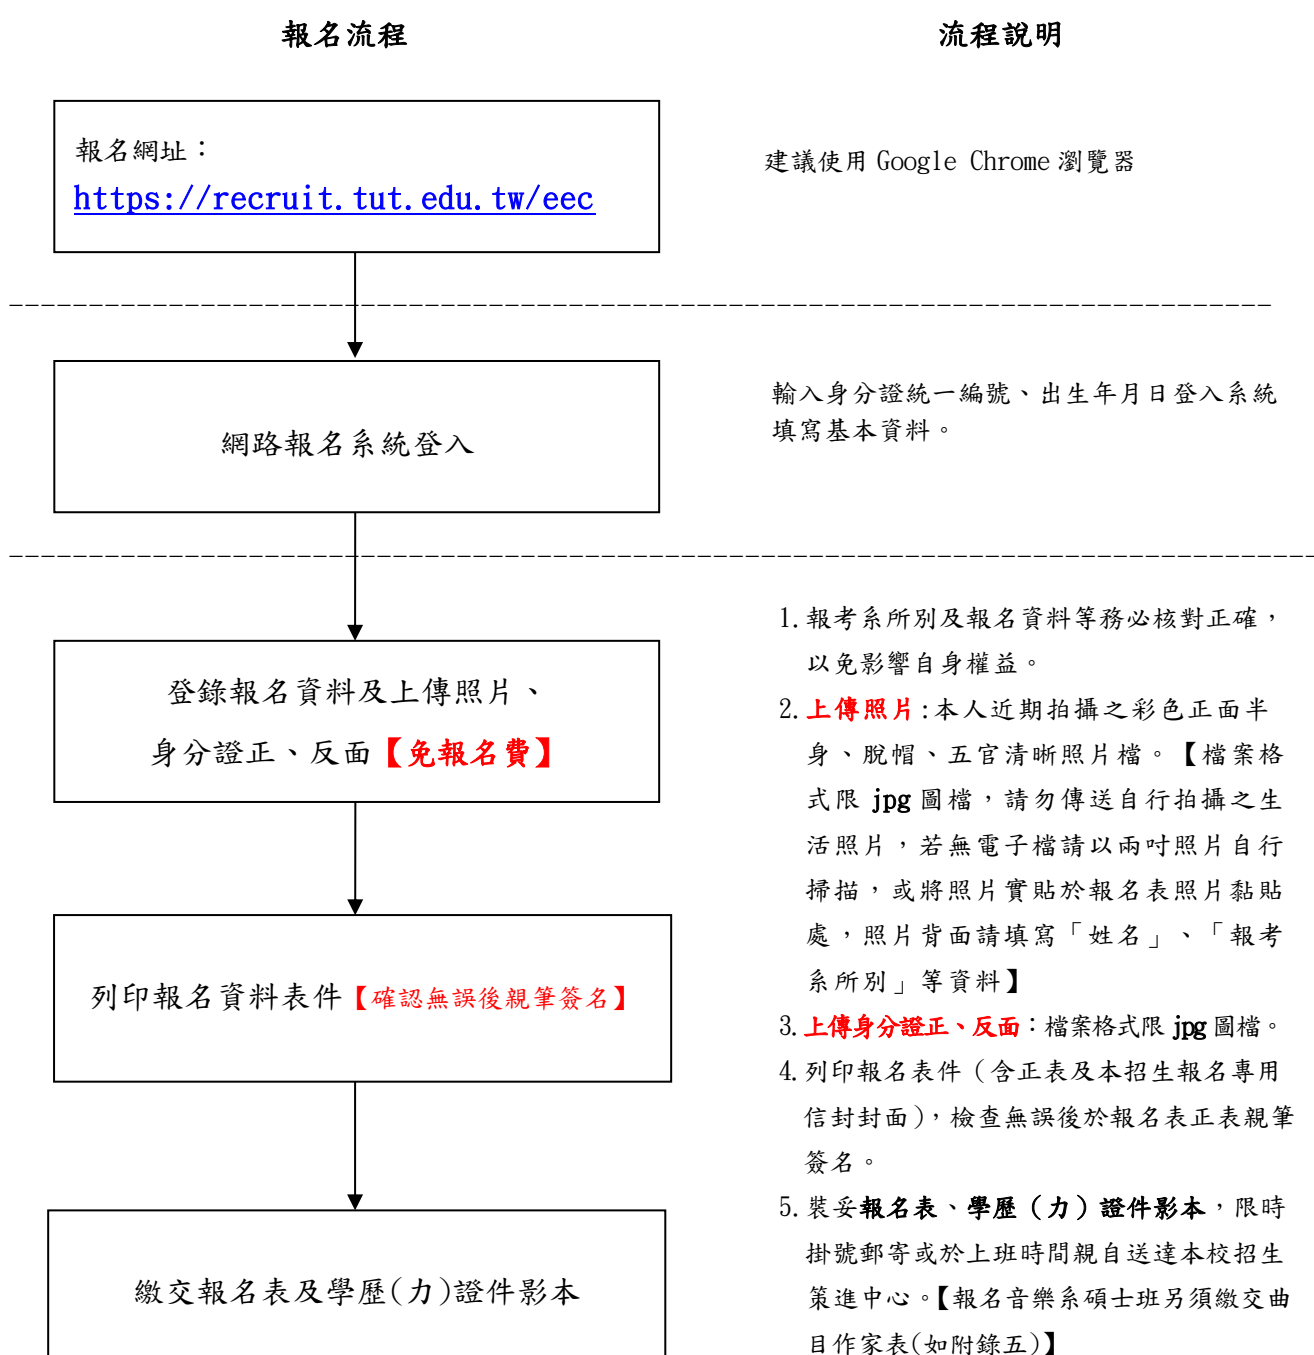 報名流程
流程說明
報名網址：
https://recruit.tut.edu.tw/eec
建議使用 Google Chrome 瀏覽器
網路報名系統登入
輸入身分證統一編號、出生年月日登入系統
填寫基本資料。
登錄報名資料及上傳照片、
身分證正、反面【免報名費】
列印報名資料表件【確認無誤後親筆簽名】
繳交報名表及學歷(力)證件影本
1.報考系所別及報名資料等務必核對正確，
以免影響自身權益。
2.上傳照片:本人近期拍攝之彩色正面半
身、脫帽、五官清晰照片檔。【檔案格
式限 jpg 圖檔，請勿傳送自行拍攝之生
活照片，若無電子檔請以兩吋照片自行
掃描，或將照片實貼於報名表照片黏貼
處，照片背面請填寫「姓名」、「報考
系所別」等資料】
3.上傳身分證正、反面：檔案格式限 jpg 圖檔。
4.列印報名表件（含正表及本招生報名專用
信封封面），檢查無誤後於報名表正表親筆
簽名。
5.裝妥報名表、學歷（力）證件影本，限時
掛號郵寄或於上班時間親自送達本校招生
策進中心。【報名音樂系碩士班另須繳交曲
目作家表(如附錄五)】